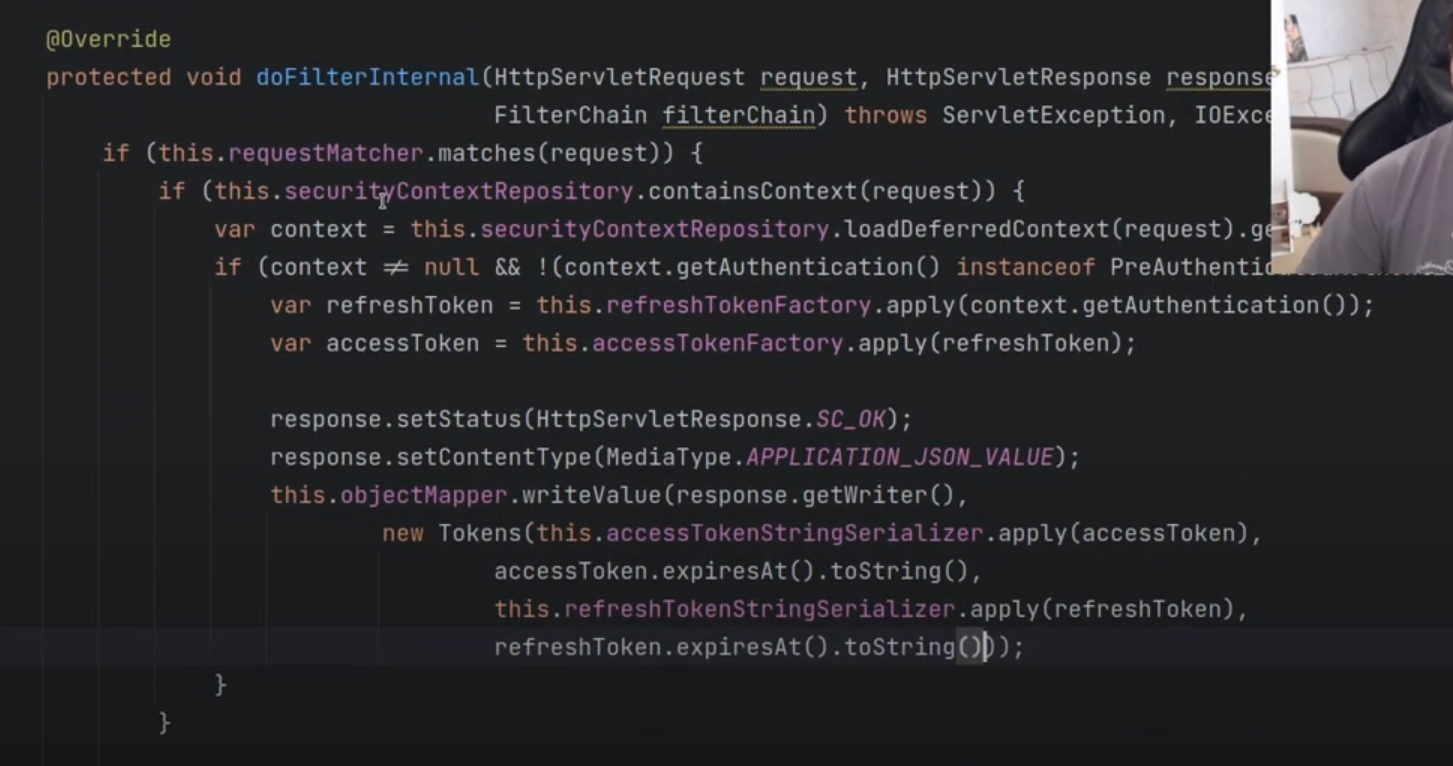 @Override
protected void doFilterInternal(HttpServletRequest request, HttpServletResponse response
FilterChain filterChain) throws ServletException, IOExce
if (this.requestMatcher.matches(request)) {
if (this.securityContextRepository.containsContext(request)) {
var context = this.securityContextRepository.loadDeferredContext(request).ge
if (context ≠ null && !(context.getAuthentication() instanceof PreAuthentic
var refreshToken = this.refreshTokenFactory.apply(context.getAuthentication());
var accessToken = this.accessTokenFactory.apply(refreshToken);
response.setStatus(HttpServletResponse.SC_OK);
response.setContentType(MediaType.APPLICATION_JSON_VALUE);
this.objectMapper.writeValue(response.getWriter(),
new Tokens(this.accessTokenStringSerializer.apply(accessToken),
accessToken.expiresAt().toString(),
this.refreshTokenStringSerializer.apply(refreshToken),
refreshToken.expiresAt().toString()));
}
}